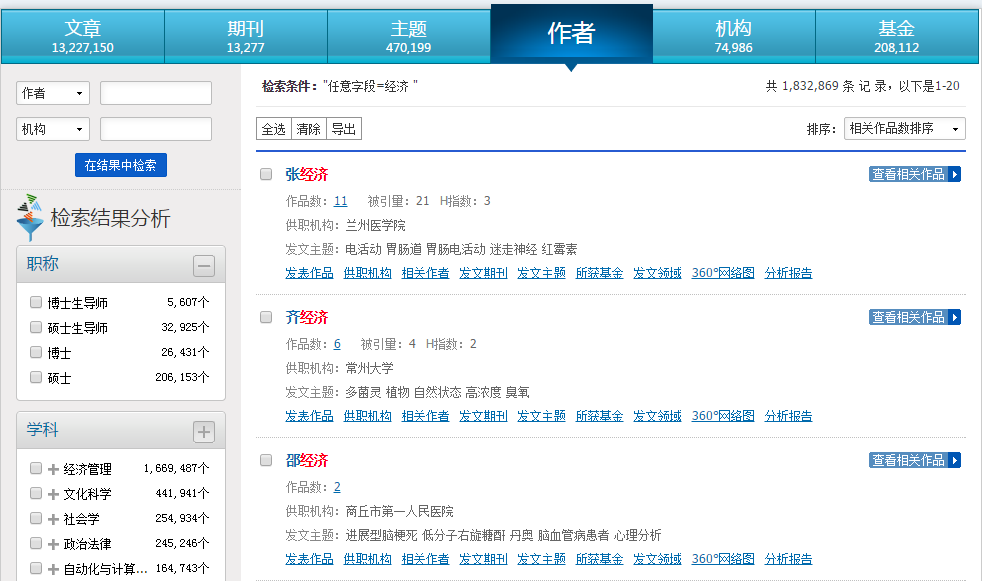 文章 期刊 主题 作者 机构 基金
13,227,150 13,277 470,199 74,986 208,112
作者
机构
在结果中检索
检索结果分析
职称
博士生导师 5,607个
硕士生导师 32,925个
博士 26,431个
硕士 206,153个
学科
经济管理 1,669,487个
文化科学 441,941个
社会学 254,934个
政治法律 245,246个
自动化与计算... 164,743个
检索条件："任意字段=经济 " 共 1,832,869 条 记 录，以下是1-20
全选 清除 导出 排序： 相关作品数排序
张经济 查看相关作品
作品数：11 被引量：21 H指数：3
供职机构：兰州医学院
发文主题：电活动 胃肠道 胃肠电活动 迷走神经 红霉素
发表作品 供职机构 相关作者 发文期刊 发文主题 所获基金 发文领域 360°网络图 分析报告
齐经济 查看相关作品
作品数：6 被引量：4 H指数：2
供职机构：常州大学
发文主题：多菌灵 植物 自然状态 高浓度 臭氧
发表作品 供职机构 相关作者 发文期刊 发文主题 所获基金 发文领域 360°网络图 分析报告
邵经济 查看相关作品
作品数：2
供职机构：商丘市第一人民医院
发文主题：进展型脑梗死 低分子右旋糖酐 丹奥 脑血管病患者 心理分析
发表作品 供职机构 相关作者 发文期刊 发文主题 所获基金 发文领域 360°网络图 分析报告